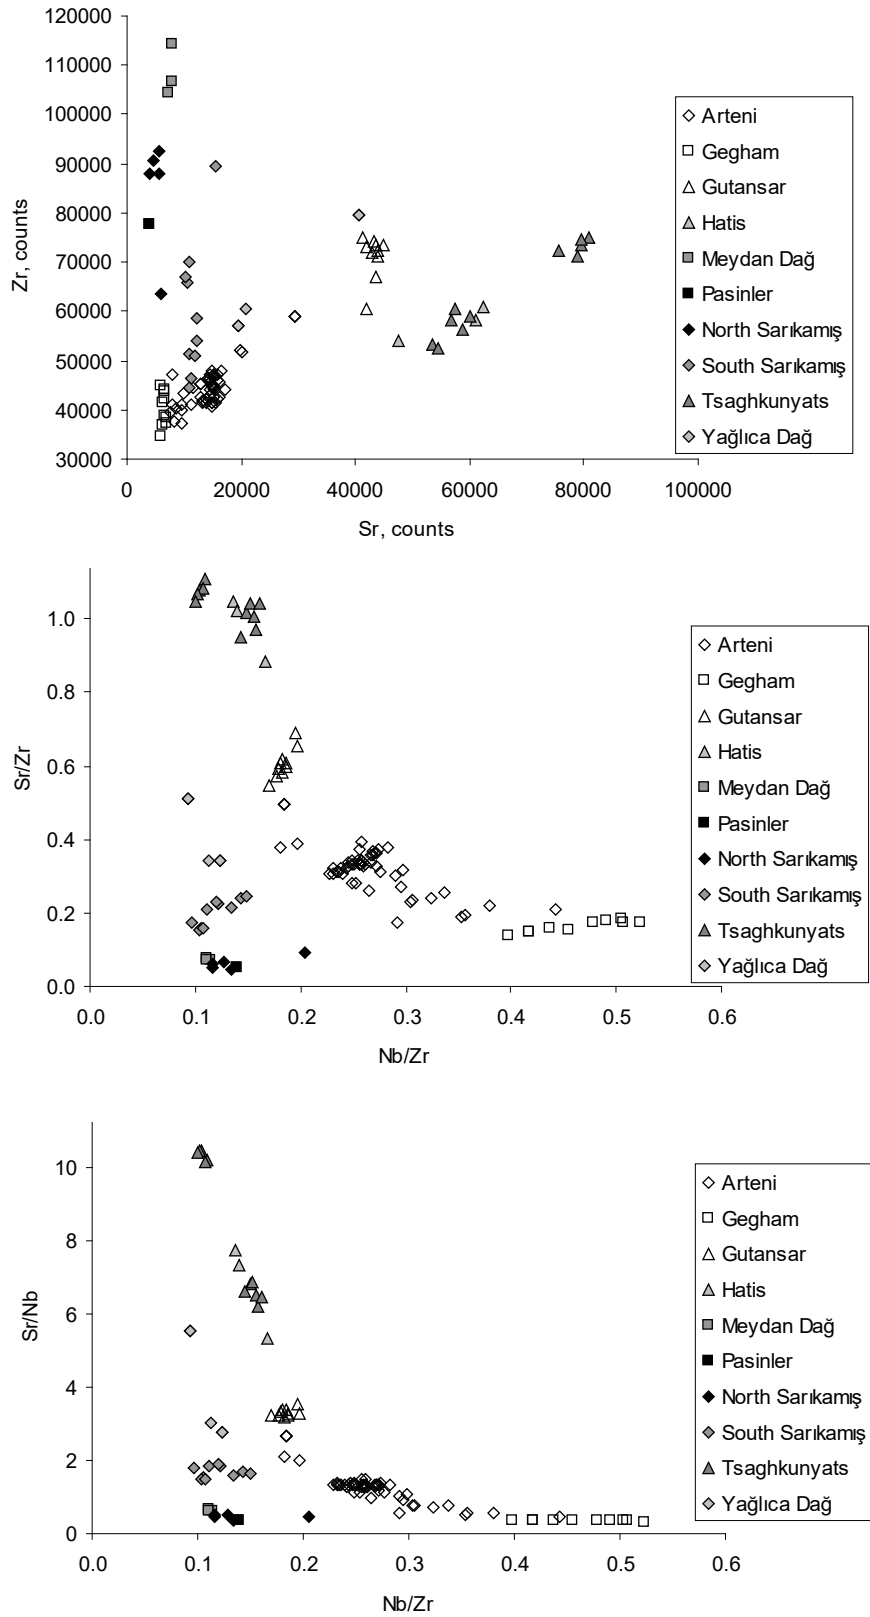 120000
110000
100000
90000
80000
70000
60000
50000
40000
30000
Zr, counts
0
20000
40000
60000
80000
100000
Sr, counts
Arteni
Gegham
Gutansar
Hatis
Meydan Dağ
Pasinler
North Sarıkamış
South Sarıkamış
Tsaghkunyats
Yağlıca Dağ
1.0
0.8
0.6
0.4
0.2
0.0
Sr/Zr
0.0
0.1
0.2
0.3
0.4
0.5
0.6
Nb/Zr
Arteni
Gegham
Gutansar
Hatis
Meydan Dağ
Pasinler
North Sarıkamış
South Sarıkamış
Tsaghkunyats
Yağlıca Dağ
10
8
6
4
2
0
Sr/Nb
0.0
0.1
0.2
0.3
0.4
0.5
0.6
Nb/Zr
Arteni
Gegham
Gutansar
Hatis
Meydan Dağ
Pasinler
North Sarıkamış
South Sarıkamış
Tsaghkunyats
Yağlıca Dağ